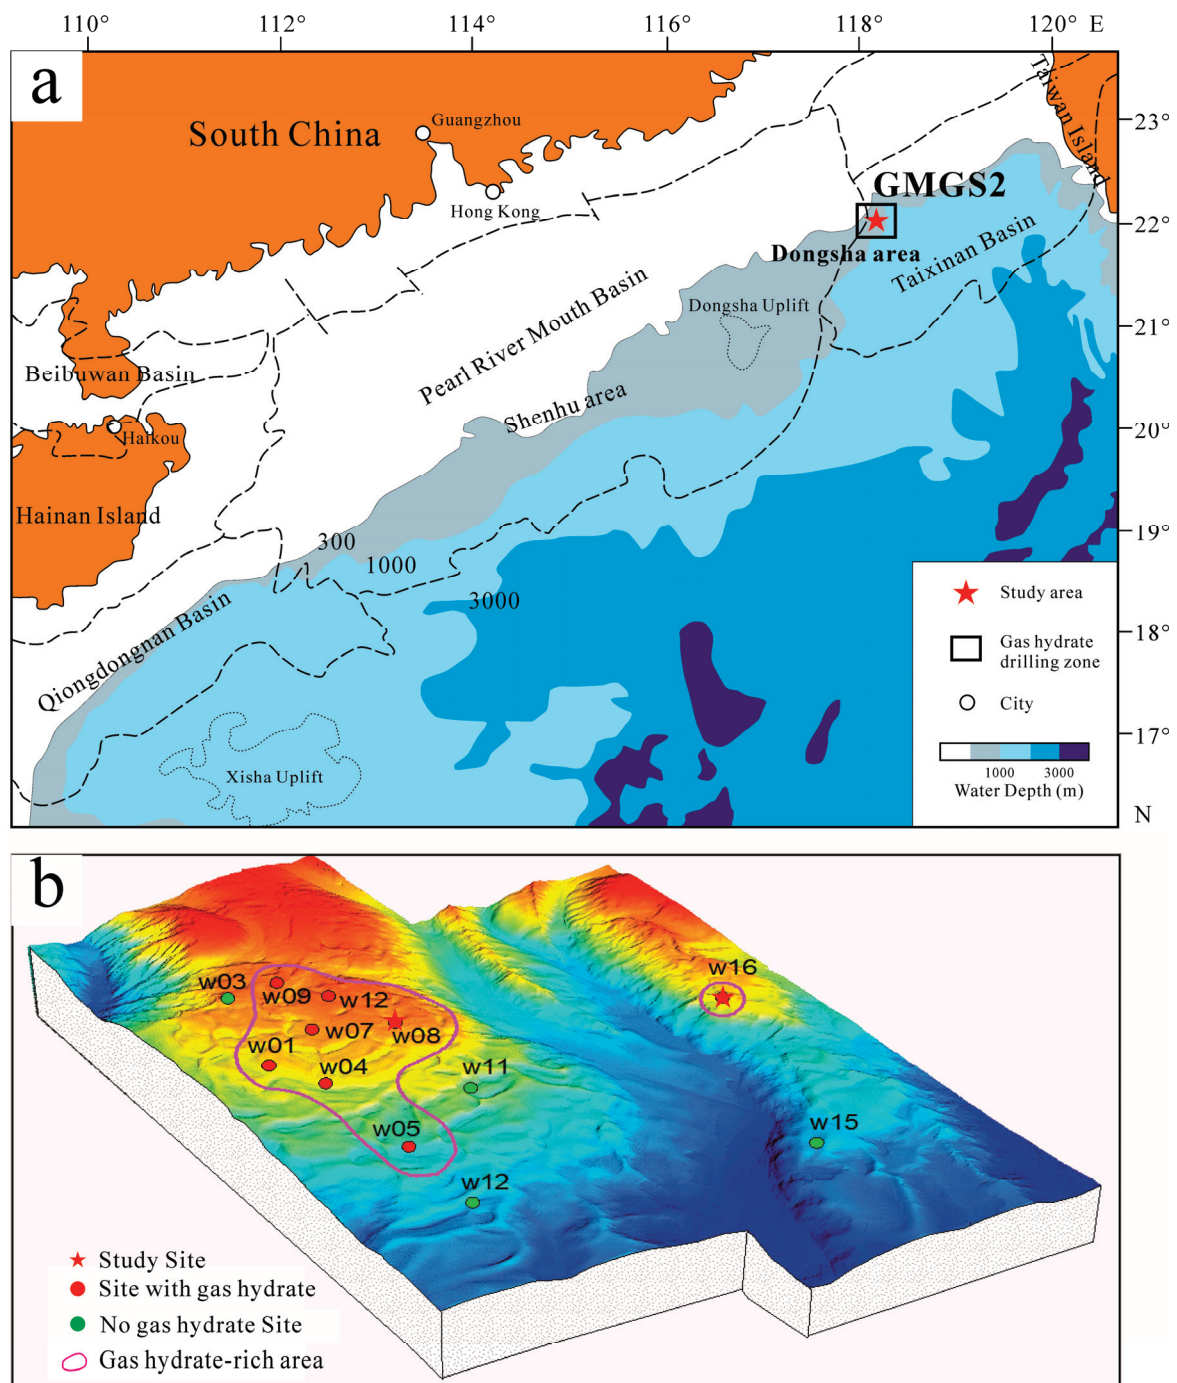 110° 112° 114° 116° 118° 120° E
a
South China
Guangzhou
Hong Kong
Taiwan Island
23°
GMGS2
22°
Dongsha area
Taixinan Basin
Pearl River Mouth Basin
Dongsha Uplift
21°
Beibuwan Basin
Shenhu area
20°
Haikou
Hainan Island
19°
300
1000
3000
Qiongdongnan Basin
18°
Xisha Uplift
17°
N
Study area
Gas hydrate
drilling zone
City
1000 3000
Water Depth (m)
b
w03
w09
w12
w16
w07
w08
w01
w04
w11
w05
w15
w12
Study Site
Site with gas hydrate
No gas hydrate Site
Gas hydrate-rich area